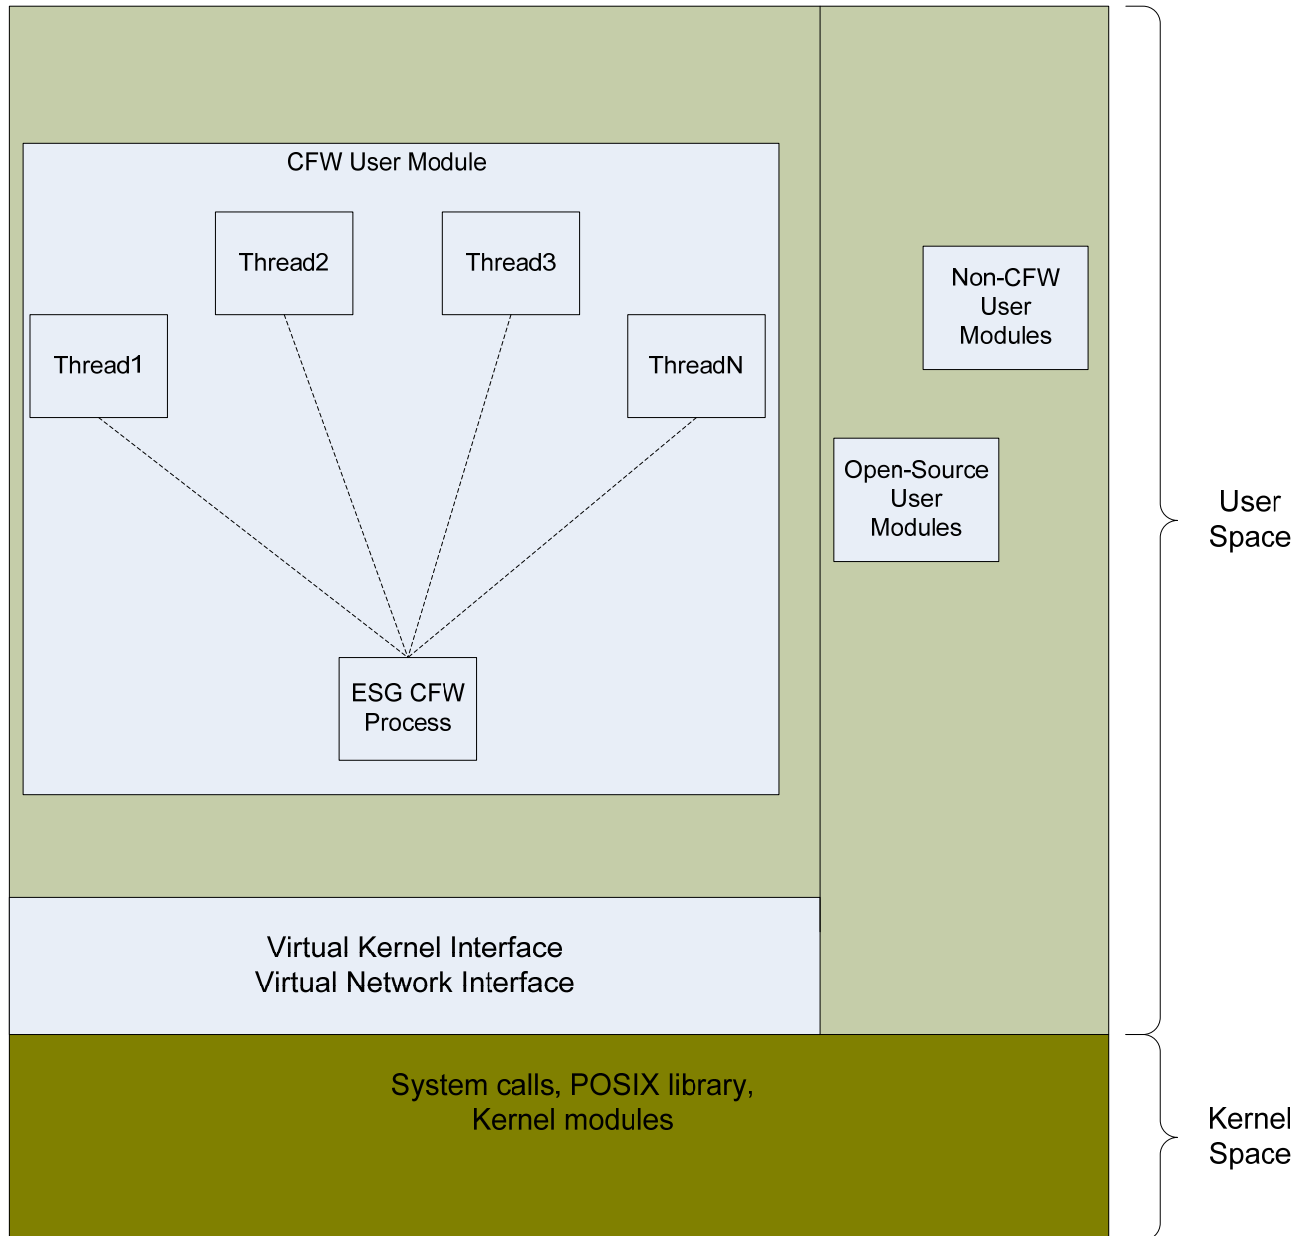 CFW User Module
Thread2
Thread3
Thread1
ThreadN
Non-CFW
User
Modules
Open-Source
User
Modules
ESG CFW
Process
Virtual Kernel Interface
Virtual Network Interface
System calls, POSIX library,
Kernel modules
User
Space
Kernel
Space